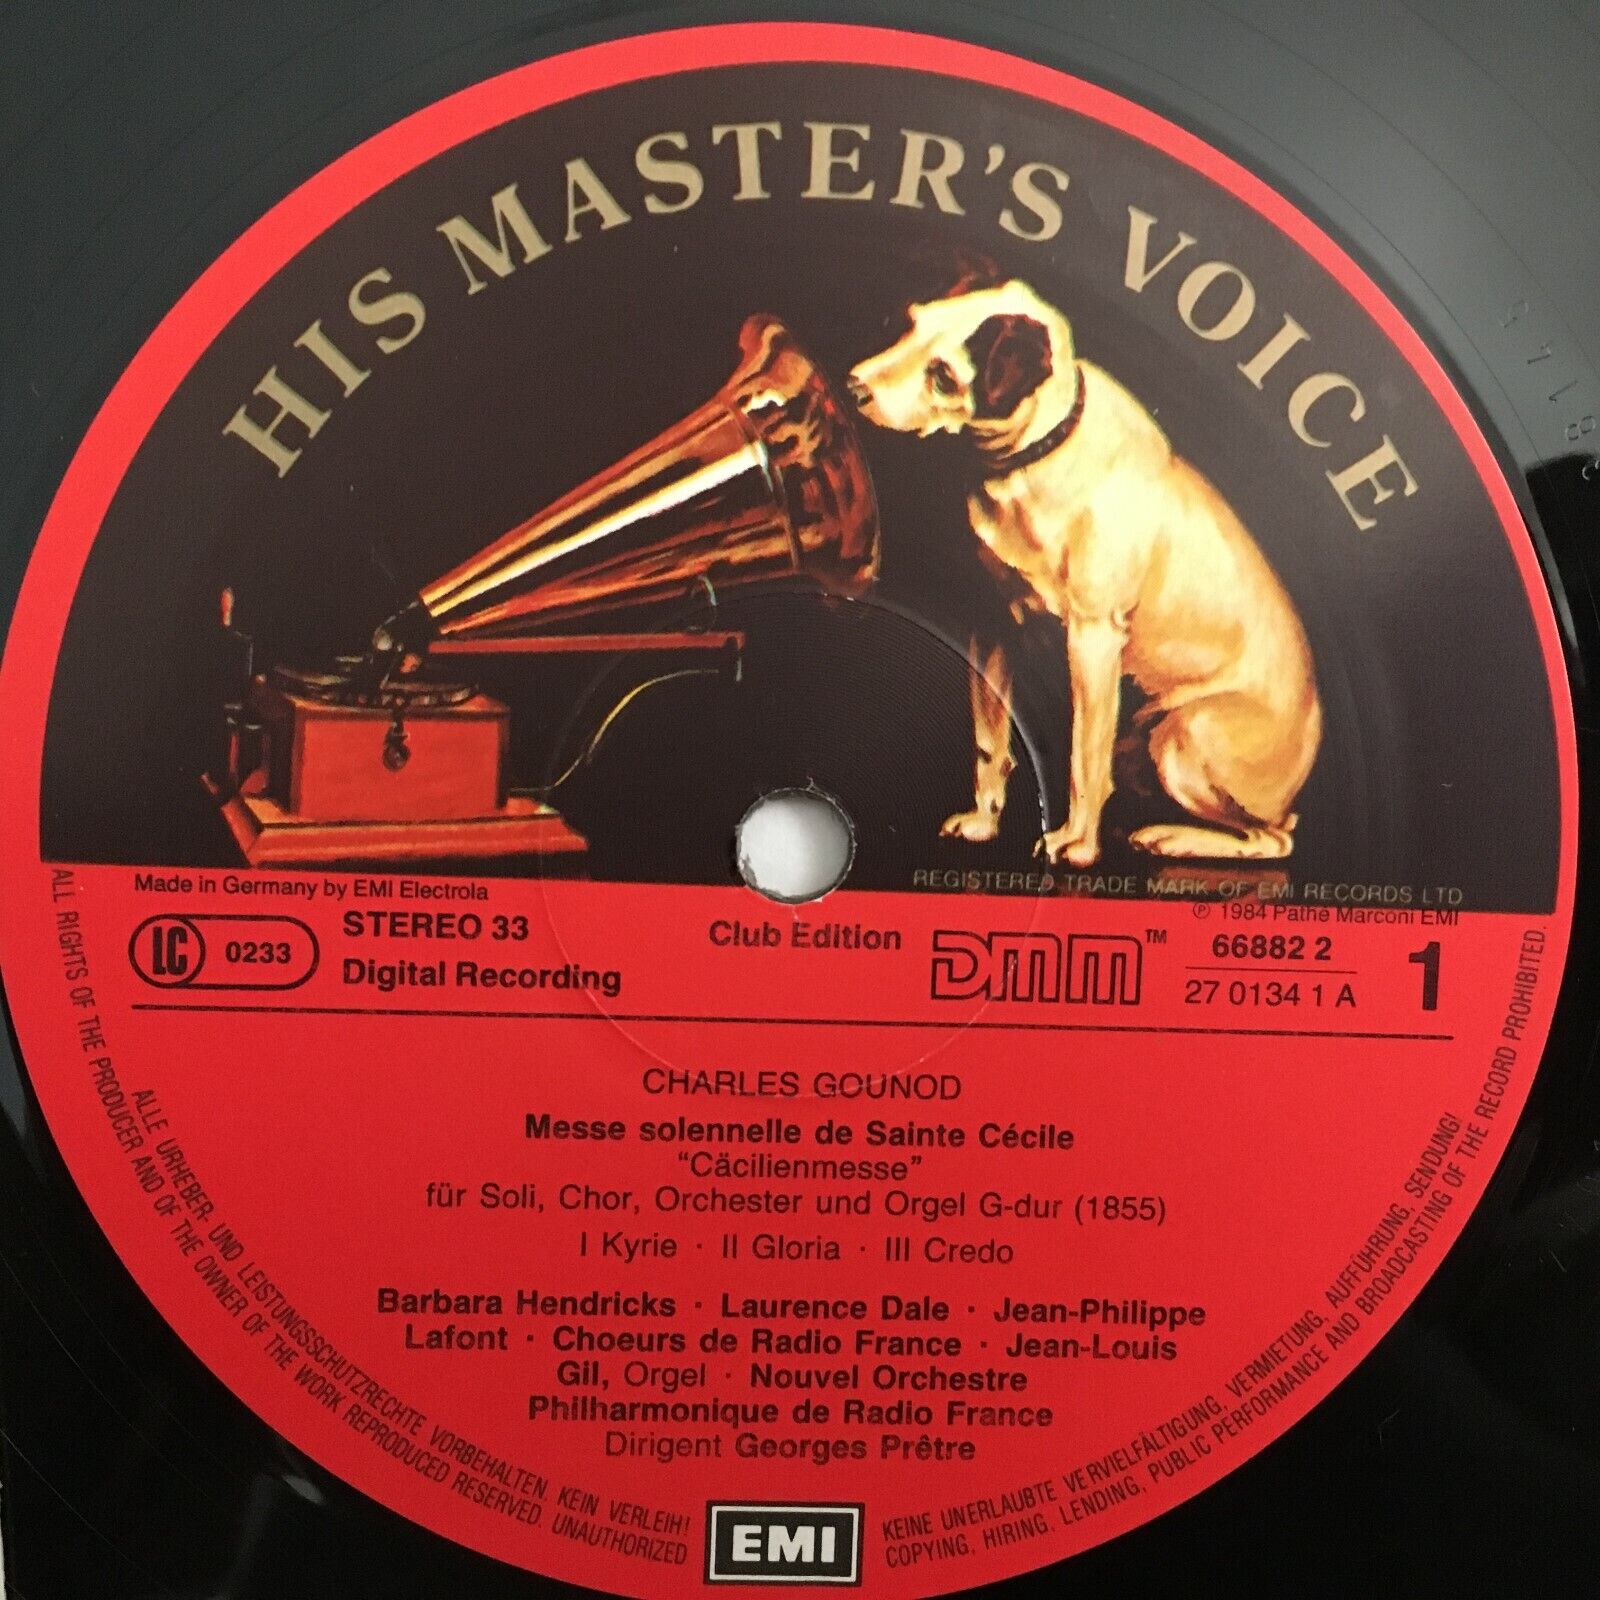 HIS MASTER'S VOICE
REGISTERED TRADE MARK OF EMI RECORDS LTD
Made in Germany by EMI Electrola
℗ 1984 Pathé Marconi EMI
LC 0233
STEREO 33
Digital Recording
Club Edition
DMM™
66882 2
27 0134 1 A
1
CHARLES GOUNOD
Messe solennelle de Sainte Cécile
"Cäcilienmesse"
für Soli, Chor, Orchester und Orgel G-dur (1855)
I Kyrie · II Gloria · III Credo
Barbara Hendricks · Laurence Dale · Jean-Philippe
Lafont · Choeurs de Radio France · Jean-Louis
Gil, Orgel · Nouvel Orchestre
Philharmonique de Radio France
Dirigent Georges Prêtre
EMI
ALLE URHEBER- UND LEISTUNGSSCHUTZRECHTE VORBEHALTEN. KEIN VERLEIH! KEINE UNERLAUBTE VERVIELFÄLTIGUNG, VERMIETUNG, AUFFÜHRUNG, SENDUNG!
ALL RIGHTS OF THE PRODUCER AND OF THE OWNER OF THE WORK REPRODUCED RESERVED. UNAUTHORIZED COPYING, HIRING, LENDING, PUBLIC PERFORMANCE AND BROADCASTING OF THE RECORD PROHIBITED.